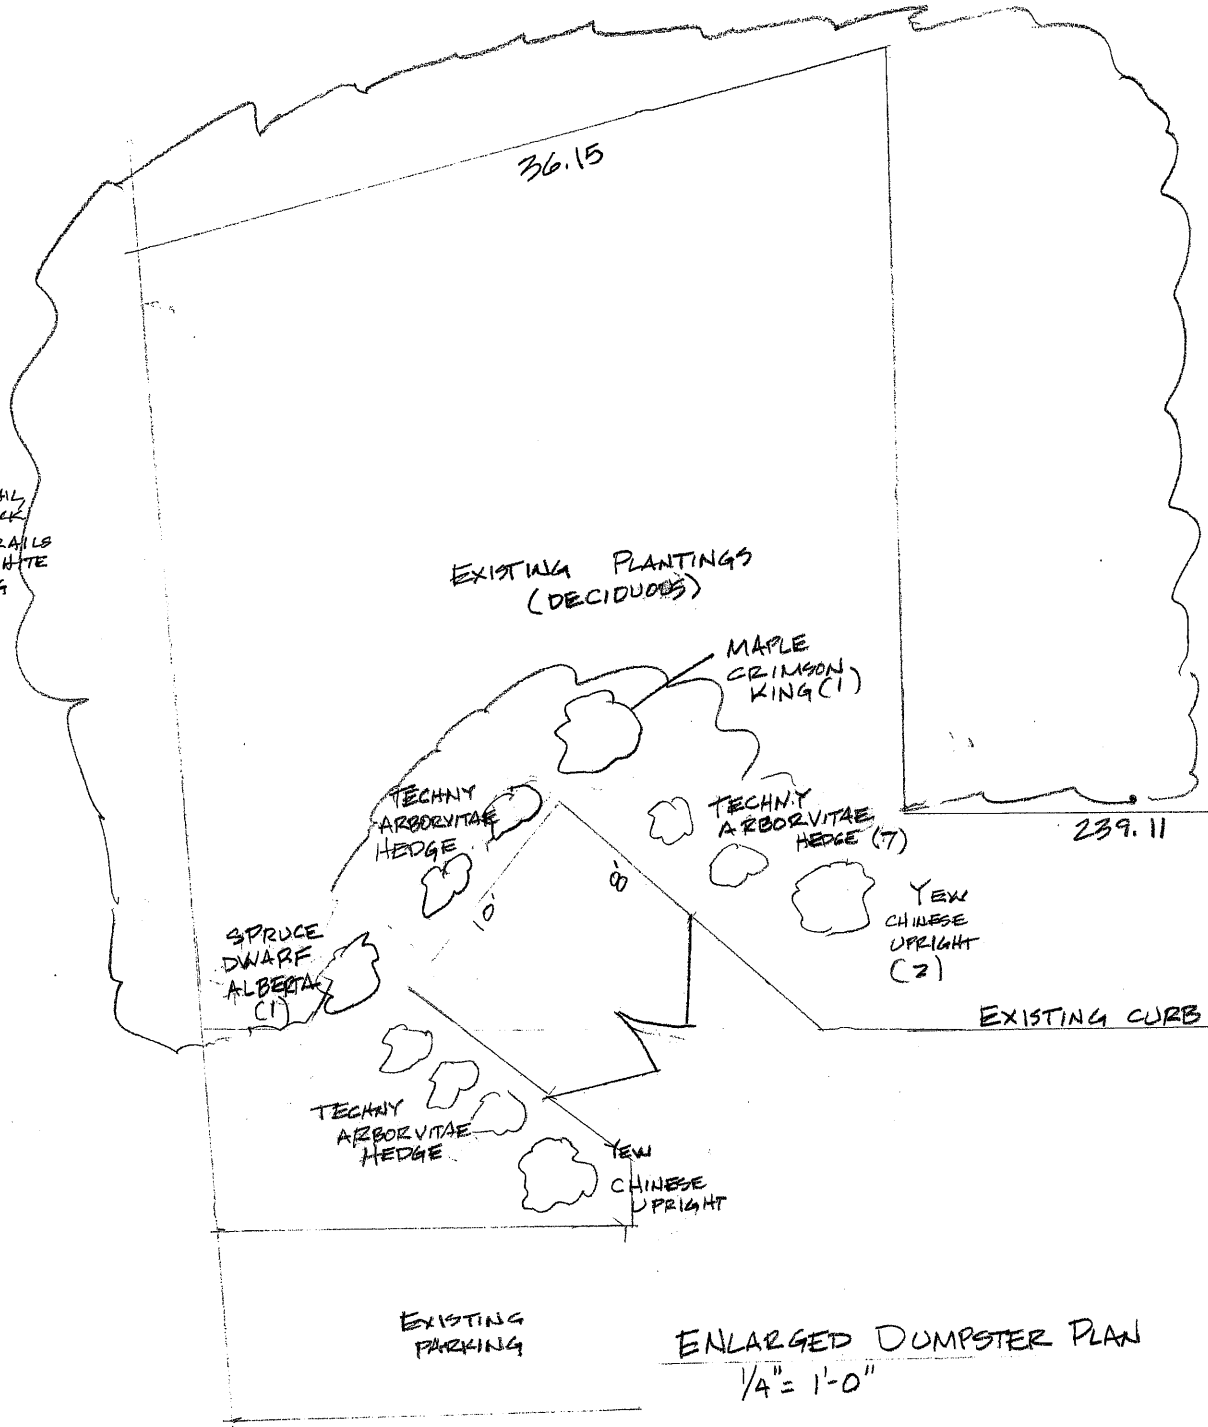 36.15
RAILS
EXISTING PLANTINGS
(DECIDUOUS)
MAPLE
CRIMSON
KING (1)
TECHNY
ARBORVITAE
HEDGE
TECHNY
ARBORVITAE
HEDGE (7)
239.11
10'
8'
YEW
CHINESE
UPRIGHT
(2)
SPRUCE
DWARF
ALBERTA
(1)
EXISTING CURB
TECHNY
ARBORVITAE
HEDGE
YEW
CHINESE
UPRIGHT
EXISTING
PARKING
ENLARGED DUMPSTER PLAN
1/4" = 1'-0"